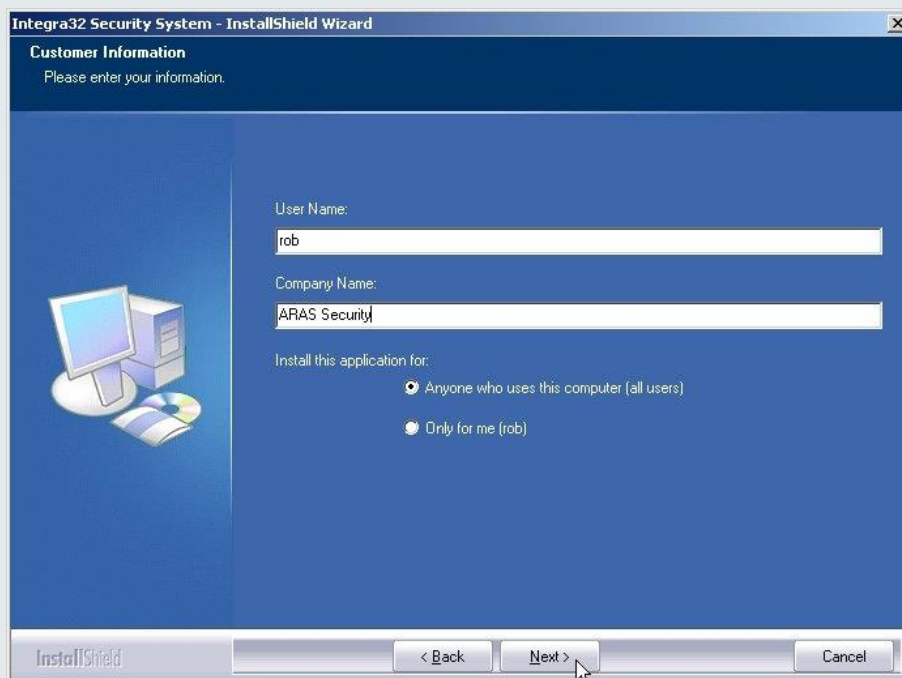 Integra32 Security System - InstallShield Wizard
Customer Information
Please enter your information.
User Name:
rob
Company Name:
ARAS Security
Install this application for:
Anyone who uses this computer (all users)
Only for me (rob)
InstallShield
< Back
Next >
Cancel